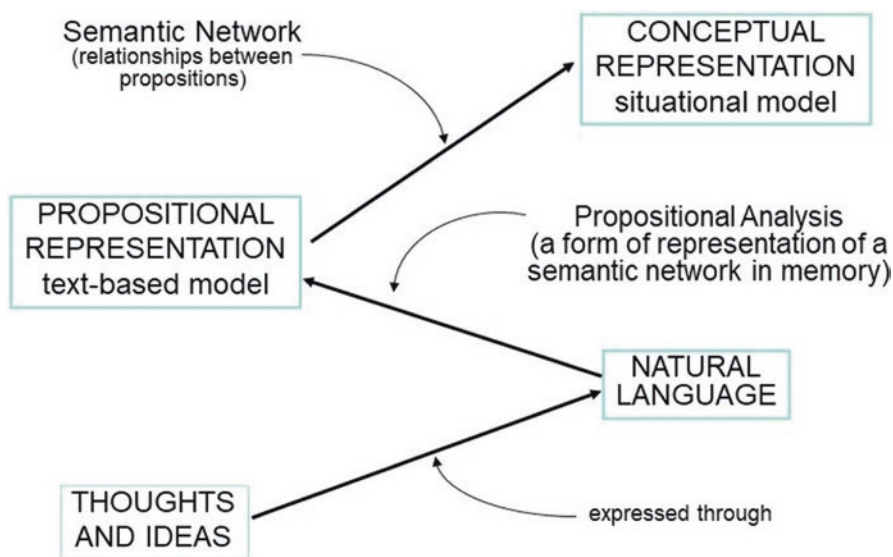 Semantic Network
(relationships between
propositions)
CONCEPTUAL
REPRESENTATION
situational model
PROPOSITIONAL
REPRESENTATION
text-based model
Propositional Analysis
(a form of representation of a
semantic network in memory)
NATURAL
LANGUAGE
THOUGHTS
AND IDEAS
expressed through